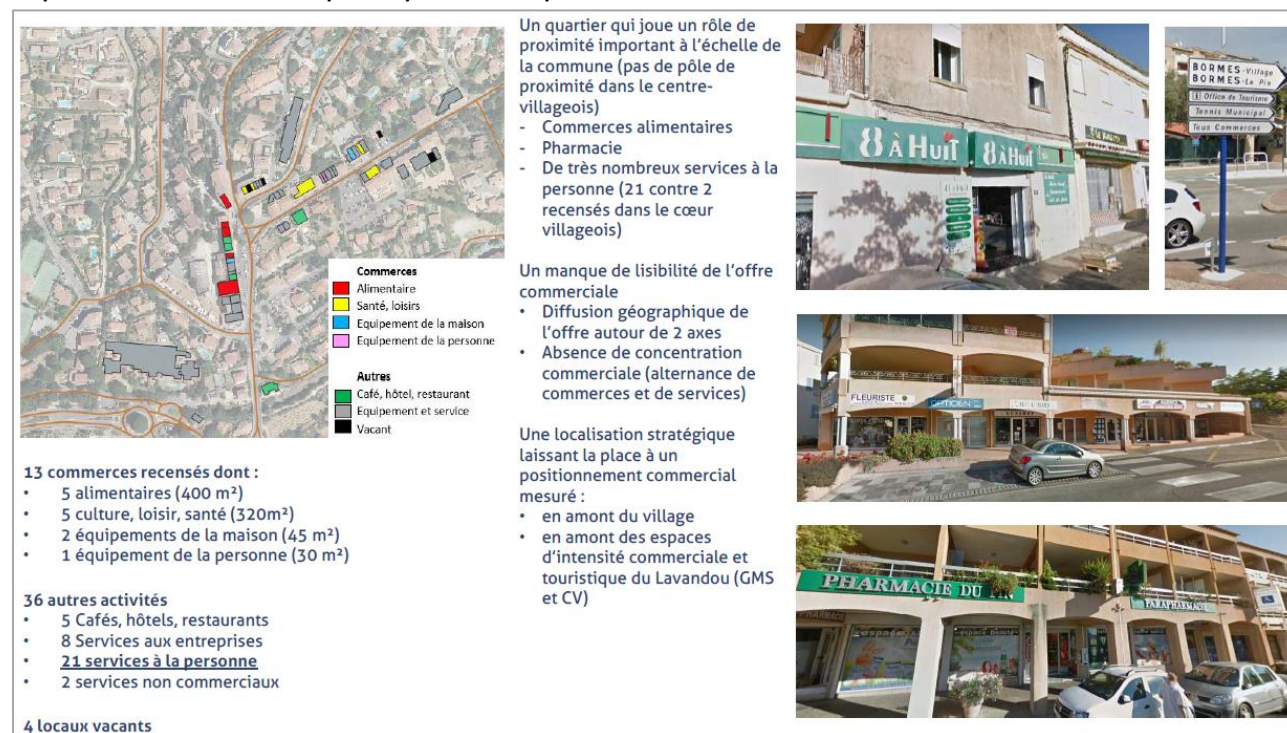 Commerces
Alimentaire
Santé, loisirs
Equipement de la maison
Equipement de la personne
Autres
Café, hôtel, restaurant
Equipement et service
Vacant
13 commerces recensés dont :
• 5 alimentaires (400 m²)
• 5 culture, loisir, santé (320m²)
• 2 équipements de la maison (45 m²)
• 1 équipement de la personne (30 m²)
36 autres activités
• 5 Cafés, hôtels, restaurants
• 8 Services aux entreprises
• 21 services à la personne
• 2 services non commerciaux
4 locaux vacants
Un quartier qui joue un rôle de
proximité important à l'échelle de
la commune (pas de pôle de
proximité dans le centre-
villageois)
- Commerces alimentaires
- Pharmacie
- De très nombreux services à la
personne (21 contre 2
recensés dans le cœur
villageois)
Un manque de lisibilité de l'offre
commerciale
• Diffusion géographique de
l'offre autour de 2 axes
• Absence de concentration
commerciale (alternance de
commerces et de services)
Une localisation stratégique
laissant la place à un
positionnement commercial
mesuré :
• en amont du village
• en amont des espaces
d'intensité commerciale et
touristique du Lavandou (GMS
et CV)
8 À HUIT
8 À HUIT
BORMES-Village
BORMES-Le Pin
i Office de Tourisme
Tennis Municipal
Tous Commerces
FLEURISTE
OPTICIEN
PHARMACIE DU PIN
PARAPHARMACIE